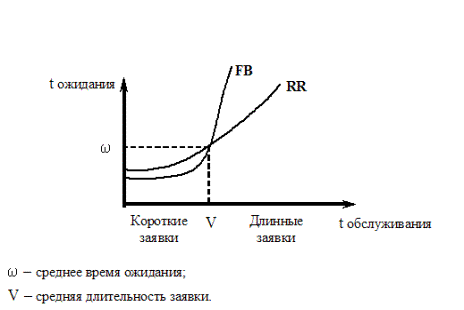 FB
t ожидания
RR
ω
Короткие заявки
V
Длинные заявки
t обслуживания
ω – среднее время ожидания;
V – средняя длительность заявки.